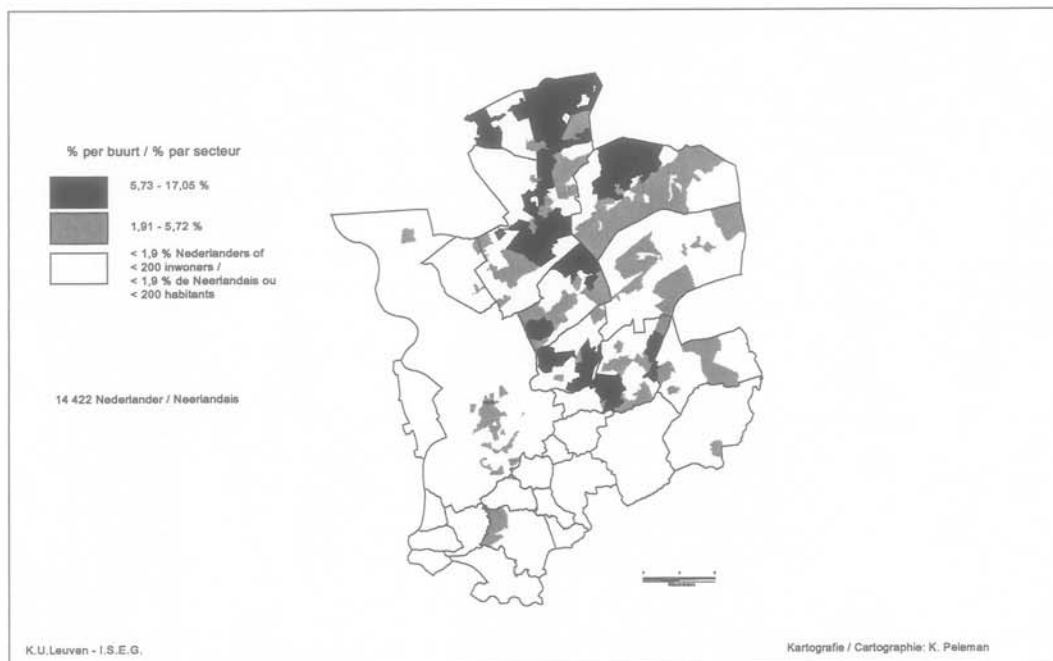 % per buurt / % par secteur
5,73 - 17,05 %
1,91 - 5,72 %
< 1,9 % Nederlanders of
< 200 inwoners /
< 1,9 % de Neerlandais ou
< 200 habitants
14 422 Nederlander / Neerlandais
K.U.Leuven - I.S.E.G.
Kartografie / Cartographie: K. Peleman